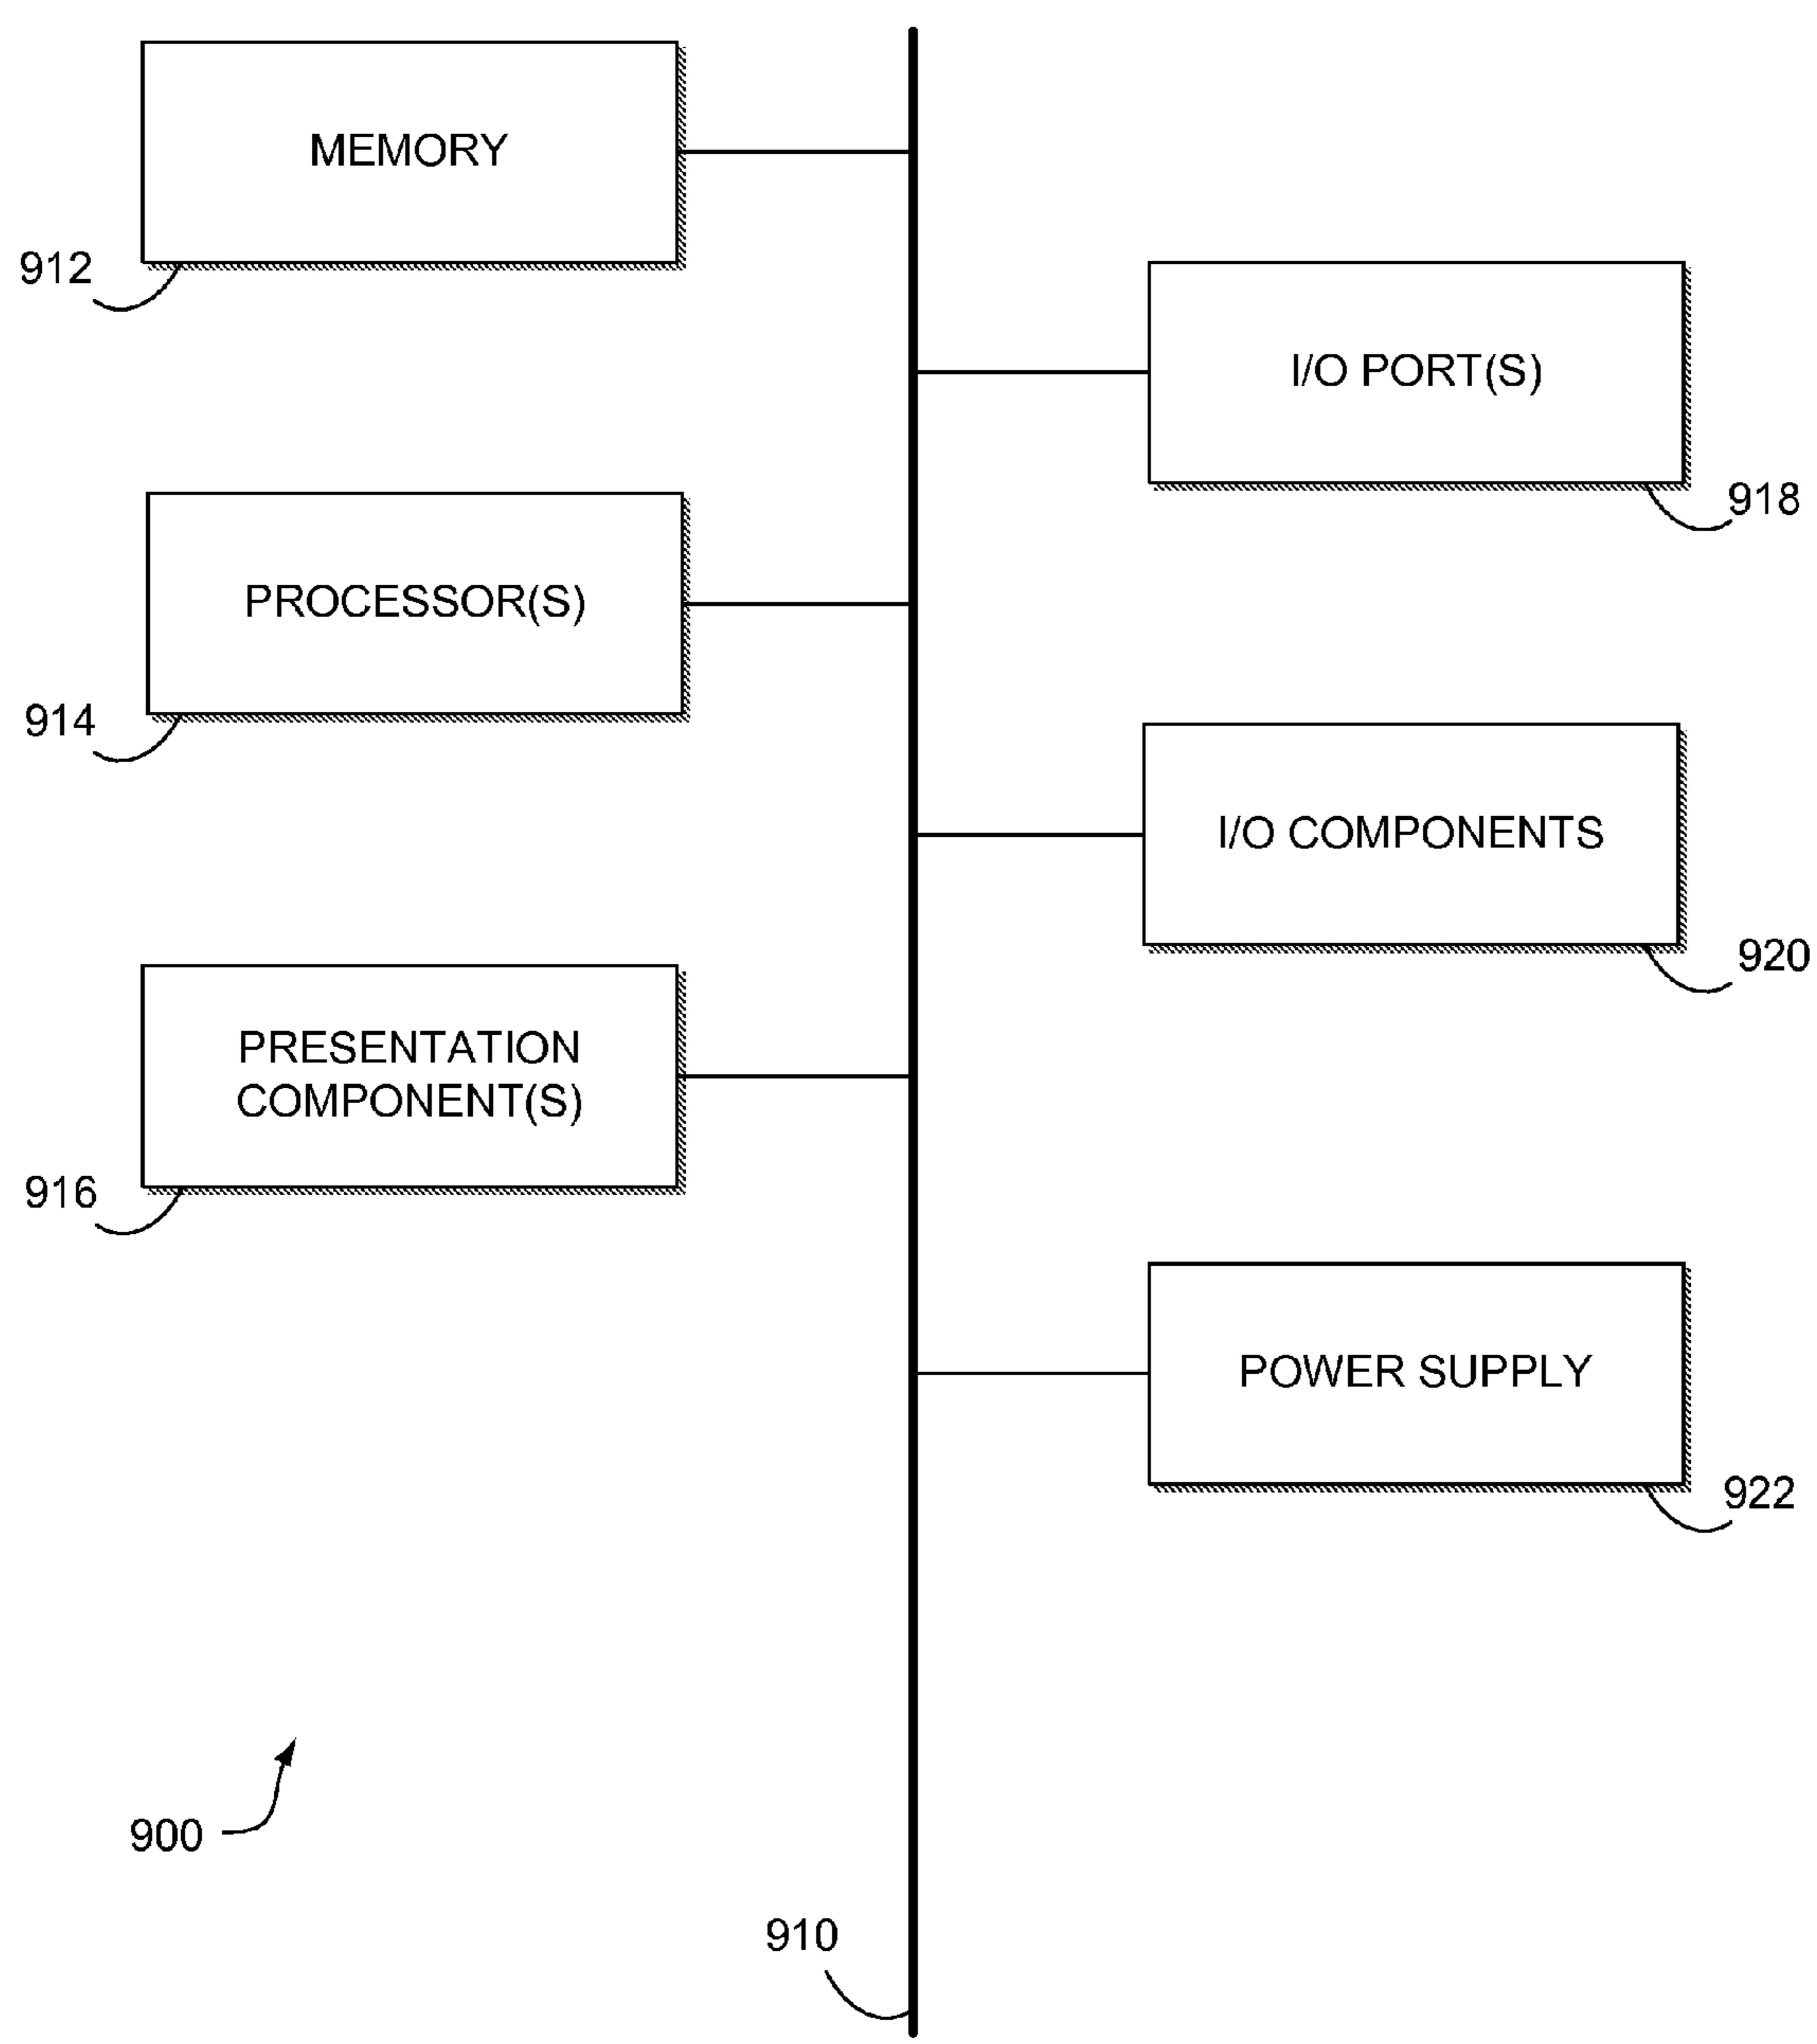 MEMORY
912
I/O PORT(S)
918
PROCESSOR(S)
914
I/O COMPONENTS
920
PRESENTATION
COMPONENT(S)
916
POWER SUPPLY
922
900
910